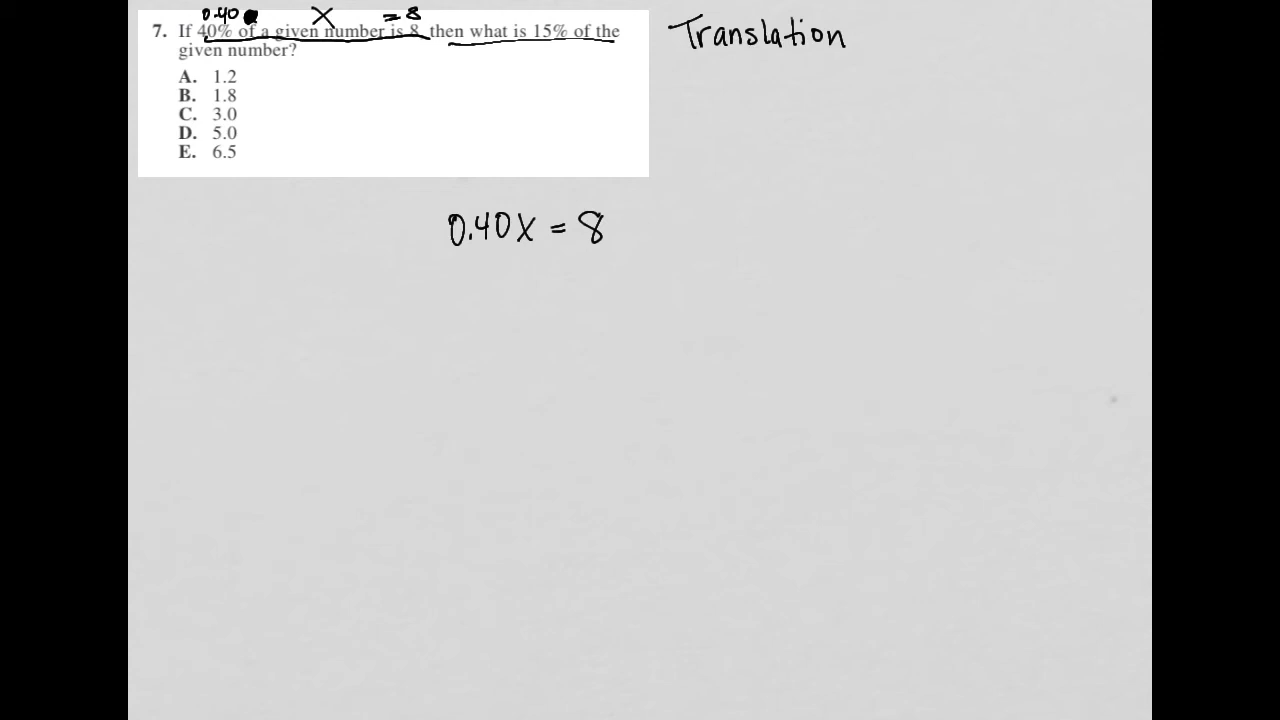 0.40 • X = 8
7. If 40% of a given number is 8, then what is 15% of the
given number?
A. 1.2
B. 1.8
C. 3.0
D. 5.0
E. 6.5
Translation
0.40X = 8